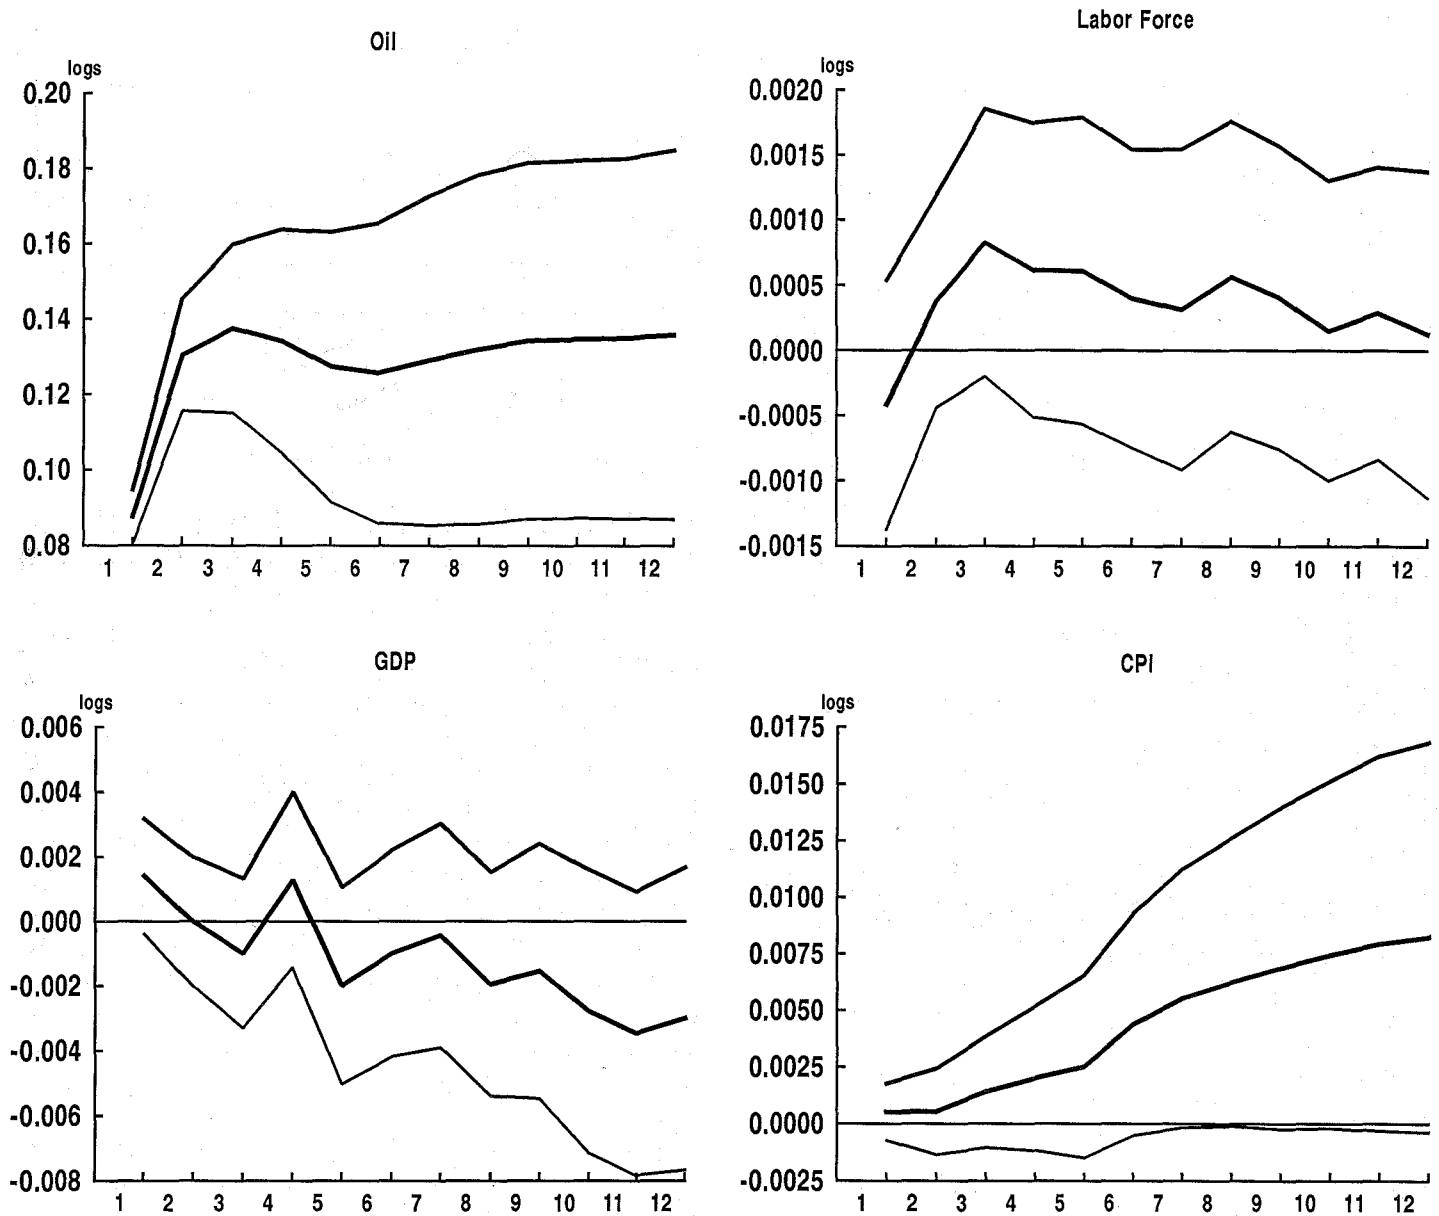 Oil
logs
0.20
0.18
0.16
0.14
0.12
0.10
0.08
1 2 3 4 5 6 7 8 9 10 11 12
Labor Force
logs
0.0020
0.0015
0.0010
0.0005
0.0000
-0.0005
-0.0010
-0.0015
1 2 3 4 5 6 7 8 9 10 11 12
GDP
logs
0.006
0.004
0.002
0.000
-0.002
-0.004
-0.006
-0.008
1 2 3 4 5 6 7 8 9 10 11 12
CPI
logs
0.0175
0.0150
0.0125
0.0100
0.0075
0.0050
0.0025
0.0000
-0.0025
1 2 3 4 5 6 7 8 9 10 11 12